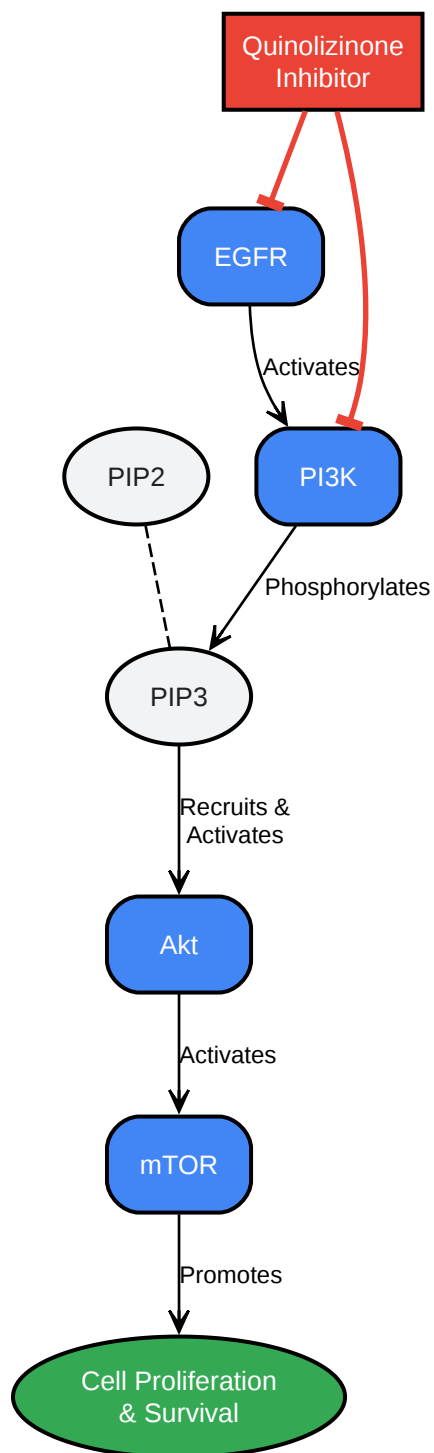 Quinolizinone
Inhibitor
EGFR
Activates
PIP2
PI3K
Phosphorylates
PIP3
Recruits &
Activates
Akt
Activates
mTOR
Promotes
Cell Proliferation
& Survival